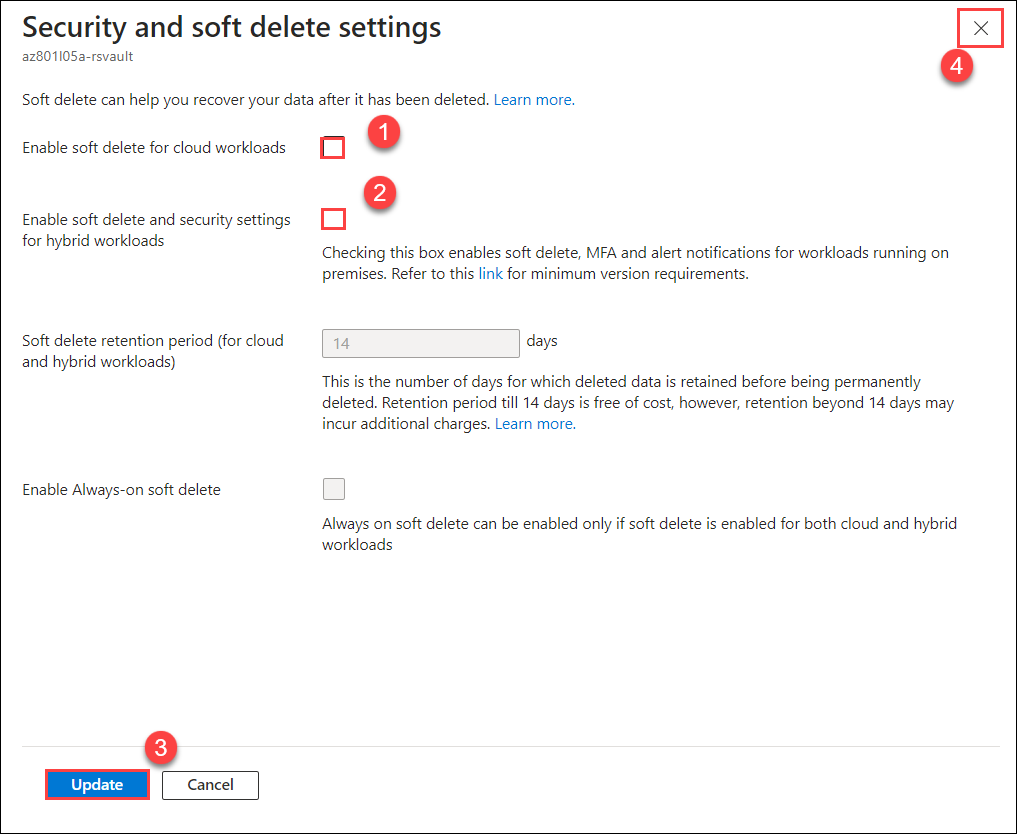 Security and soft delete settings
az801l05a-rsvault
4
Soft delete can help you recover your data after it has been deleted. Learn more.
1
Enable soft delete for cloud workloads
2
Enable soft delete and security settings
for hybrid workloads
Checking this box enables soft delete, MFA and alert notifications for workloads running on
premises. Refer to this link for minimum version requirements.
Soft delete retention period (for cloud
and hybrid workloads)
14 days
This is the number of days for which deleted data is retained before being permanently
deleted. Retention period till 14 days is free of cost, however, retention beyond 14 days may
incur additional charges. Learn more.
Enable Always-on soft delete
Always on soft delete can be enabled only if soft delete is enabled for both cloud and hybrid
workloads
3
Update Cancel